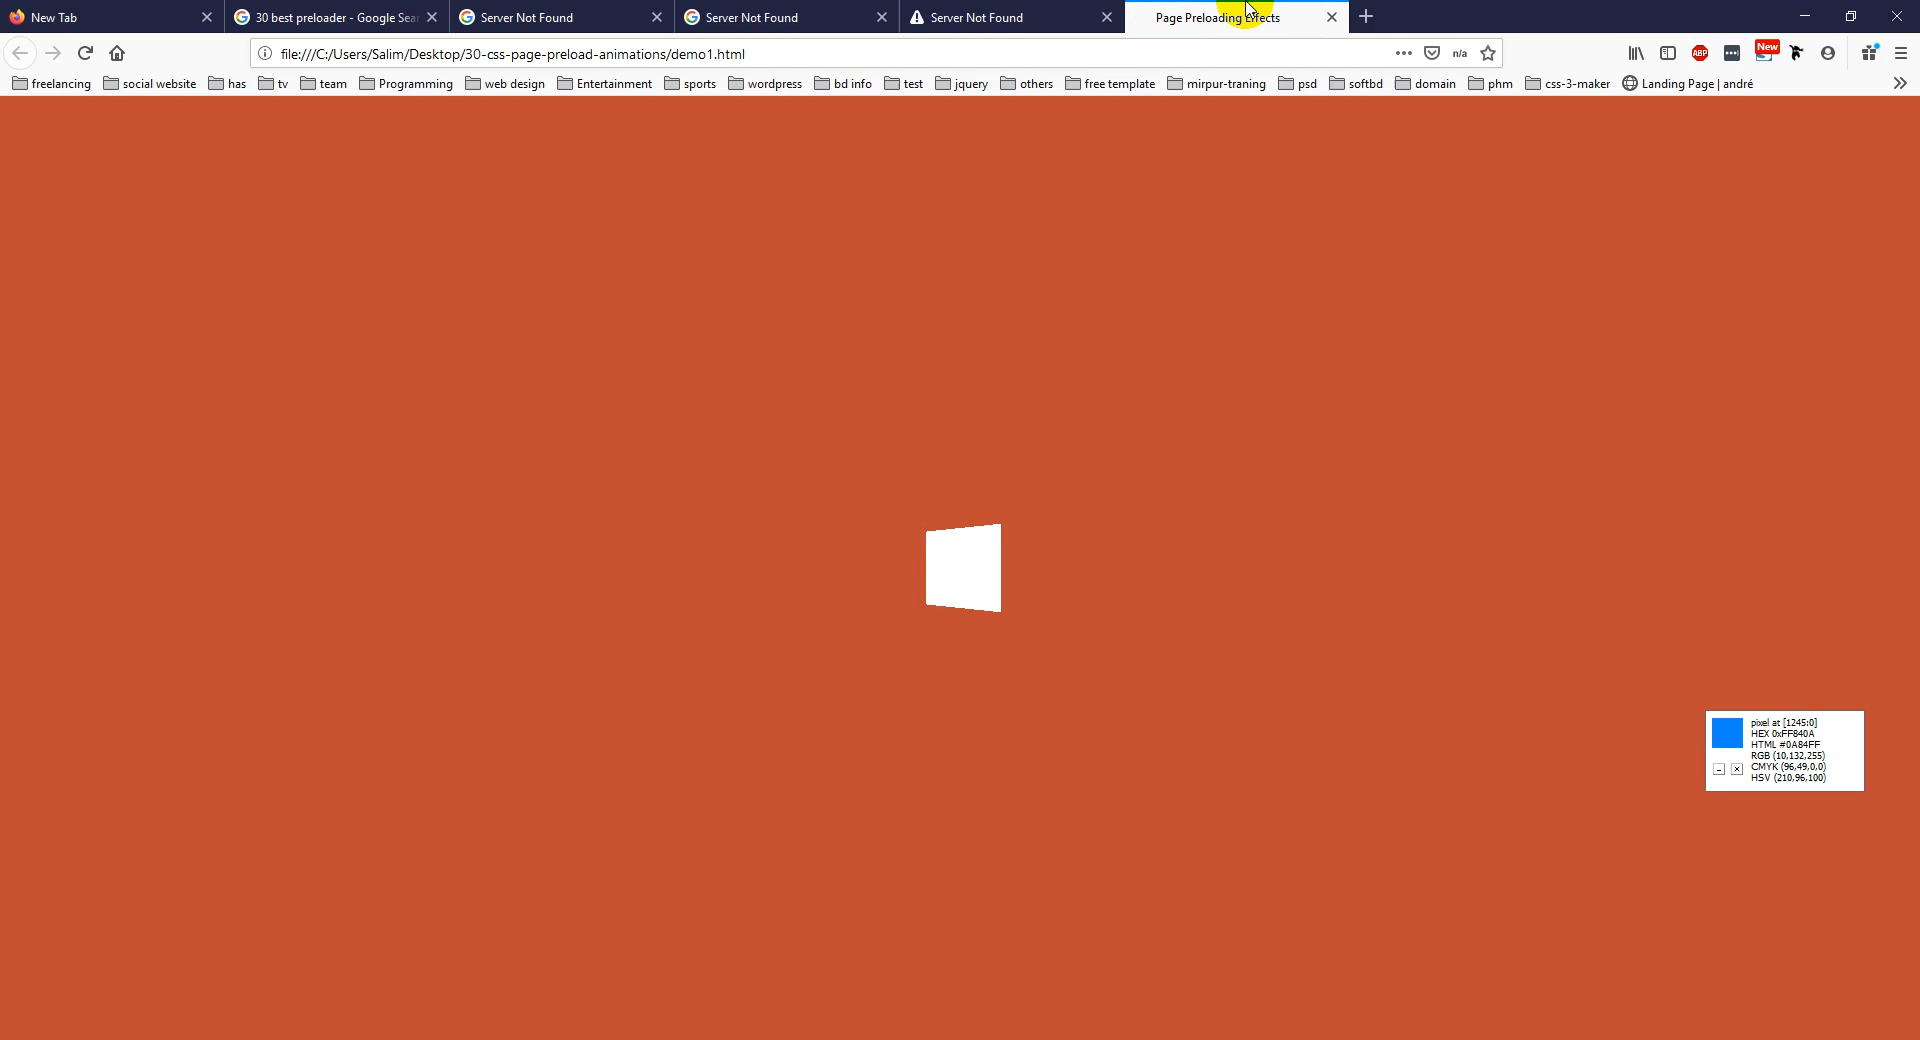 New Tab
30 best preloader - Google Sear
Server Not Found
Server Not Found
Server Not Found
Page Preloading Effects
file:///C:/Users/Salim/Desktop/30-css-page-preload-animations/demo1.html
n/a
ABP
New
freelancing
social website
has
tv
team
Programming
web design
Entertainment
sports
wordpress
bd info
test
jquery
others
free template
mirpur-traning
psd
softbd
domain
phm
css-3-maker
Landing Page | andré
pixel at [1245:0]
HEX 0xFF840A
HTML #0A84FF
RGB (10,132,255)
CMYK (96,49,0,0)
HSV (210,96,100)